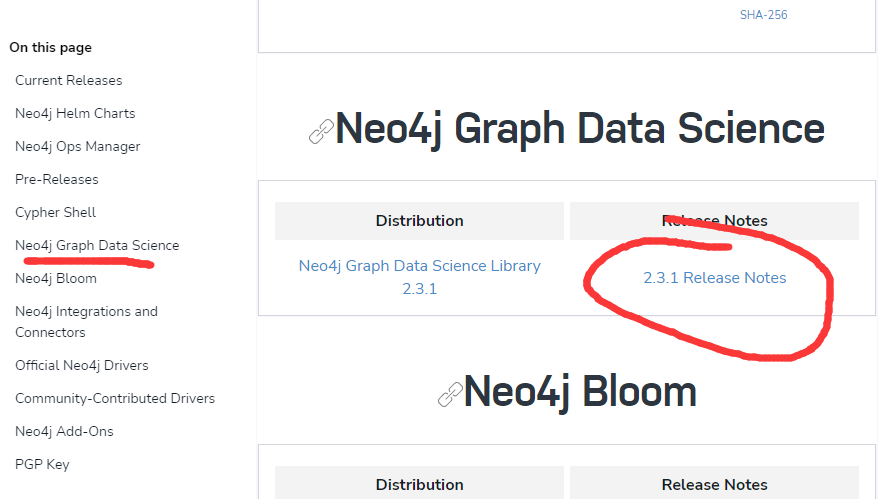 SHA-256
On this page
Current Releases
Neo4j Helm Charts
Neo4j Ops Manager
Pre-Releases
Cypher Shell
Neo4j Graph Data Science
Neo4j Bloom
Neo4j Integrations and
Connectors
Official Neo4j Drivers
Community-Contributed Drivers
Neo4j Add-Ons
PGP Key
Neo4j Graph Data Science
Distribution
Release Notes
Neo4j Graph Data Science Library
2.3.1
2.3.1 Release Notes
Neo4j Bloom
Distribution
Release Notes